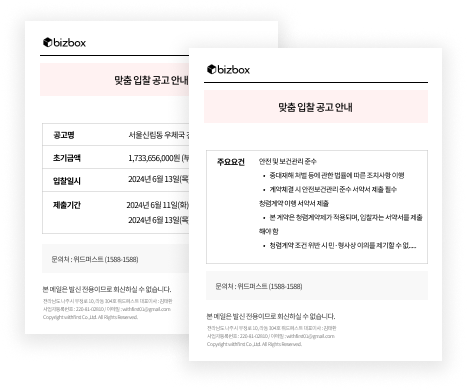 bizbox
맞춤 입찰 공고 안내
공고명 서울신림동 우체국
초기금액 1,733,656,000원
입찰일시 2024년 6월 13일(목
제출기간 2024년 6월 11일(화)
2024년 6월 13일(목
문의처 : 위드퍼스트 (1588-1588)
본 메일은 발신 전용이므로 회신하실 수 없습니다.
Copyright withfirst Co.,Ltd. All Rights Reserved.
bizbox
맞춤 입찰 공고 안내
주요요건 안전 및 보건관리 준수
• 중대재해 처벌 등에 관한 법률에 따른 조치사항 이행
• 계약체결 시 안전보건관리 준수 서약서 제출 필수
청렴계약 이행 서약서 제출
• 본 계약은 청렴계약제가 적용되며, 입찰자는 서약서를 제출
해야 함
• 청렴계약 조건 위반 시 민·형사상 이의를 제기할 수 없,....
문의처 : 위드퍼스트 (1588-1588)
본 메일은 발신 전용이므로 회신하실 수 없습니다.
Copyright withfirst Co.,Ltd. All Rights Reserved.